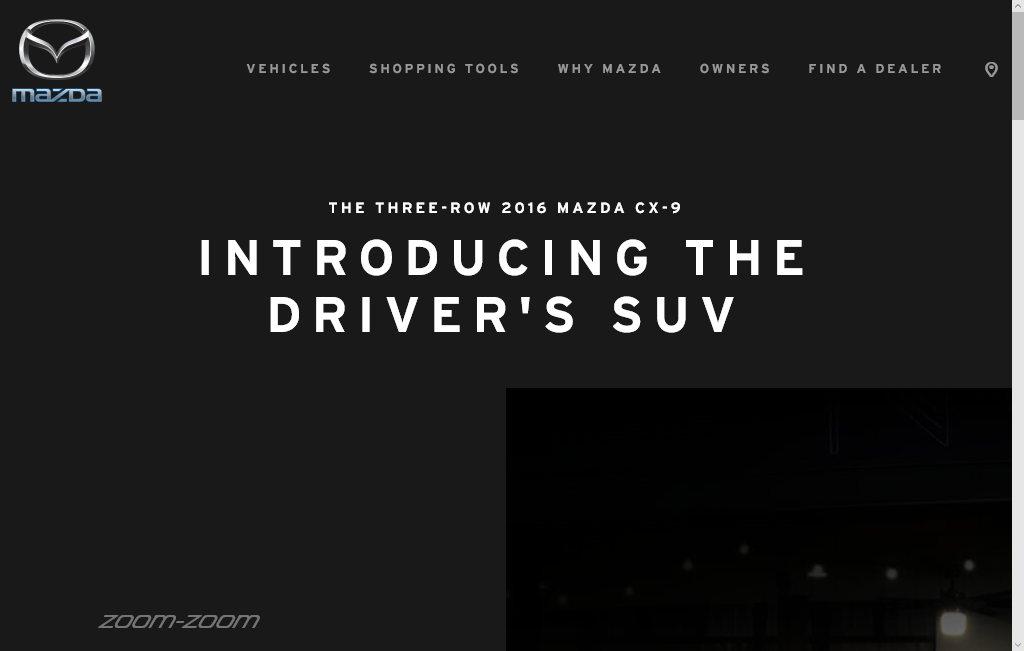 mazda
VEHICLES SHOPPING TOOLS WHY MAZDA OWNERS FIND A DEALER
THE THREE-ROW 2016 MAZDA CX-9
INTRODUCING THE
DRIVER'S SUV
zoom-zoom